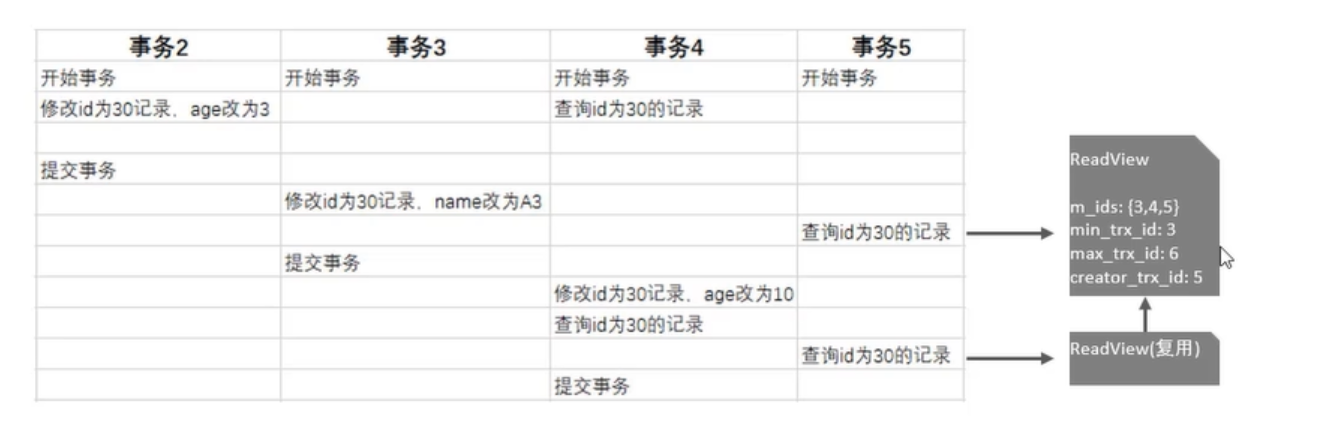 事务2 事务3 事务4 事务5
开始事务 开始事务 开始事务 开始事务
修改id为30记录，age改为3 查询id为30的记录
提交事务
修改id为30记录，name改为A3
查询id为30的记录
提交事务
修改id为30记录，age改为10
查询id为30的记录
查询id为30的记录
提交事务
ReadView
m_ids: {3,4,5}
min_trx_id: 3
max_trx_id: 6
creator_trx_id: 5
ReadView(复用)